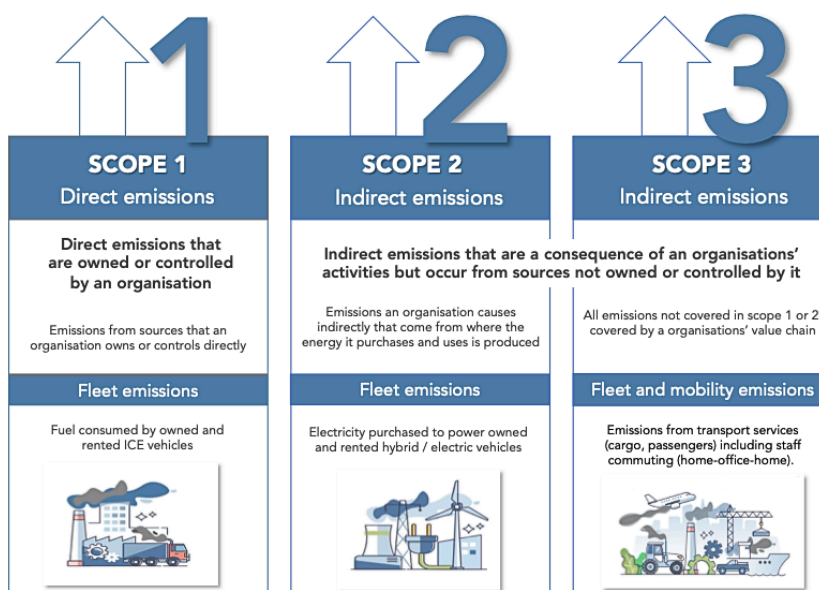 1
SCOPE 1
Direct emissions
Direct emissions that
are owned or controlled
by an organisation
Emissions from sources that an
organisation owns or controls directly
Fleet emissions
Fuel consumed by owned and
rented ICE vehicles
2
SCOPE 2
Indirect emissions
3
SCOPE 3
Indirect emissions
Indirect emissions that are a consequence of an organisations'
activities but occur from sources not owned or controlled by it
Emissions an organisation causes
indirectly that come from where the
energy it purchases and uses is produced
Fleet emissions
Electricity purchased to power owned
and rented hybrid / electric vehicles
All emissions not covered in scope 1 or 2
covered by a organisations' value chain
Fleet and mobility emissions
Emissions from transport services
(cargo, passengers) including staff
commuting (home-office-home).